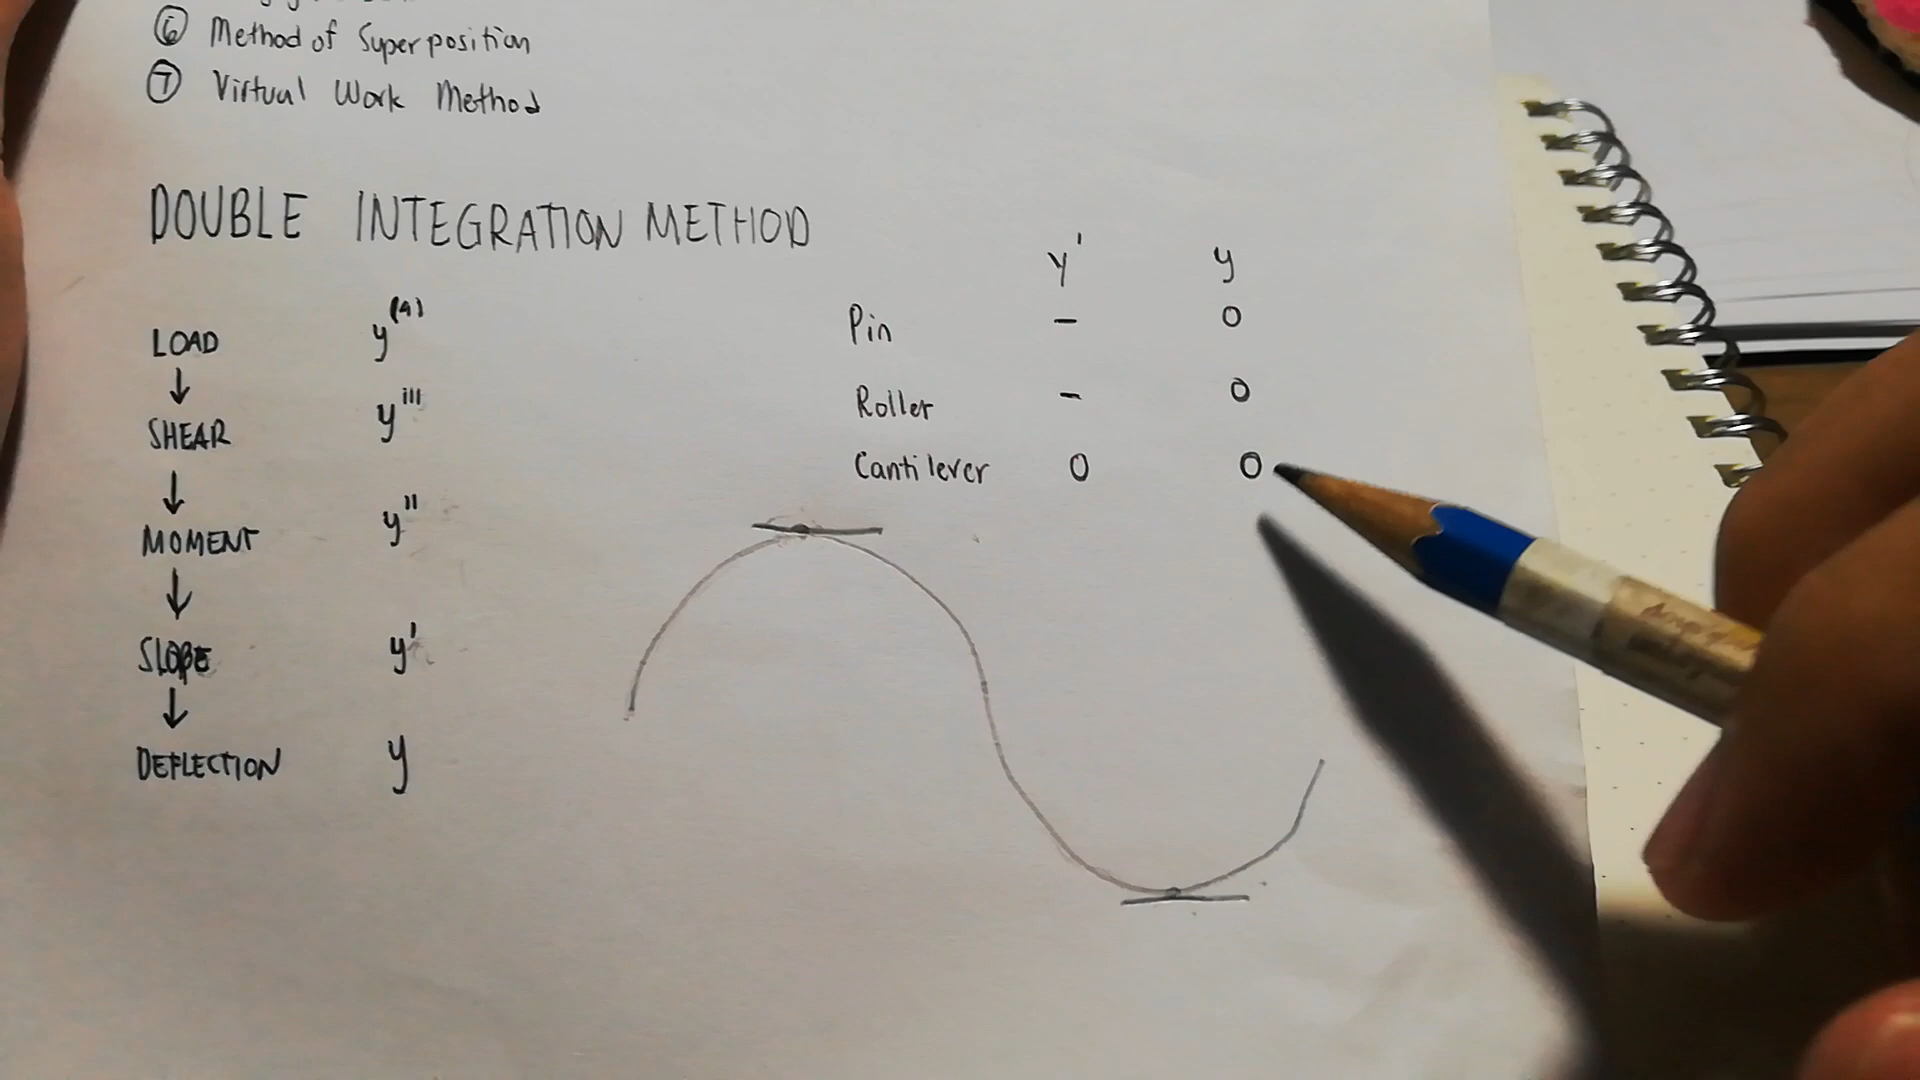 ⑥ Method of Superposition
⑦ Virtual Work Method
DOUBLE INTEGRATION METHOD
LOAD y⁽⁴⁾
↓
SHEAR y'''
↓
MOMENT y''
↓
SLOPE y'
↓
DEFLECTION y
y' y
Pin - 0
Roller - 0
Cantilever 0 0